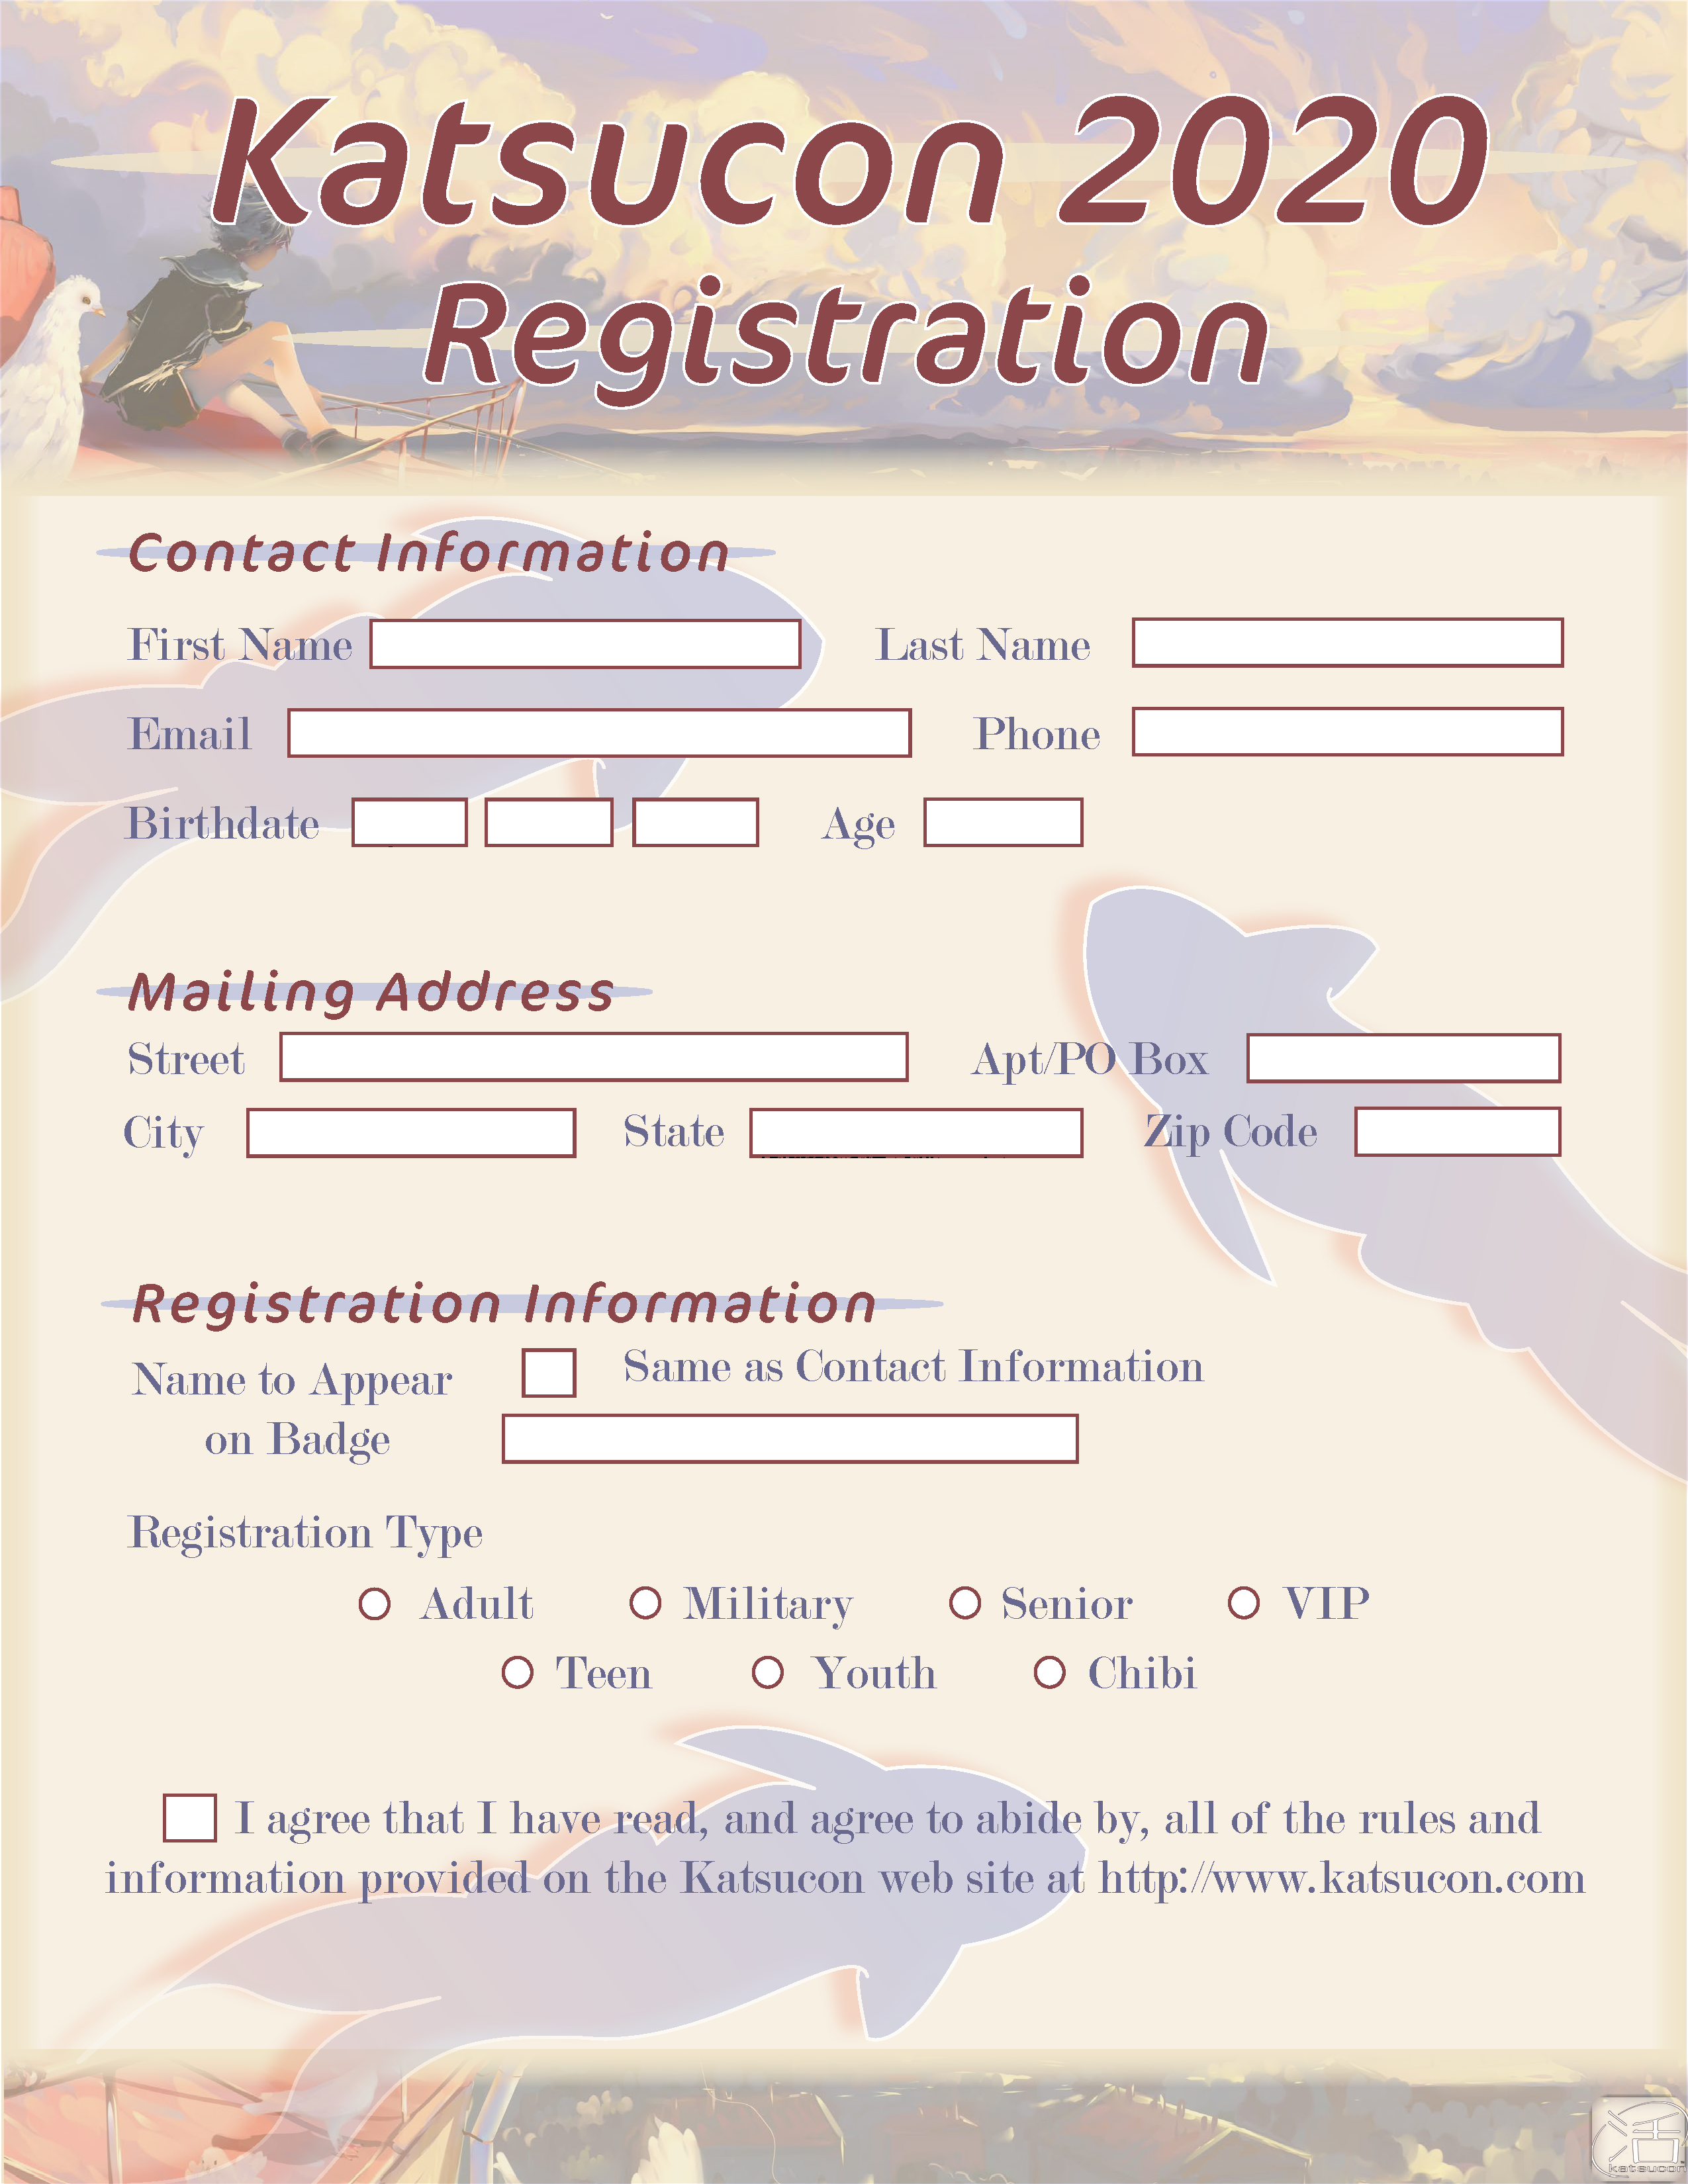 Katsucon 2020
Registration
Contact Information
First Name Last Name
Email Phone
Birthdate Age
Mailing Address
Street Apt/PO Box
City State Zip Code
Registration Information
Name to Appear Same as Contact Information
on Badge
Registration Type
Adult Military Senior VIP
Teen Youth Chibi
I agree that I have read, and agree to abide by, all of the rules and
information provided on the Katsucon web site at http://www.katsucon.com
活
katsucon